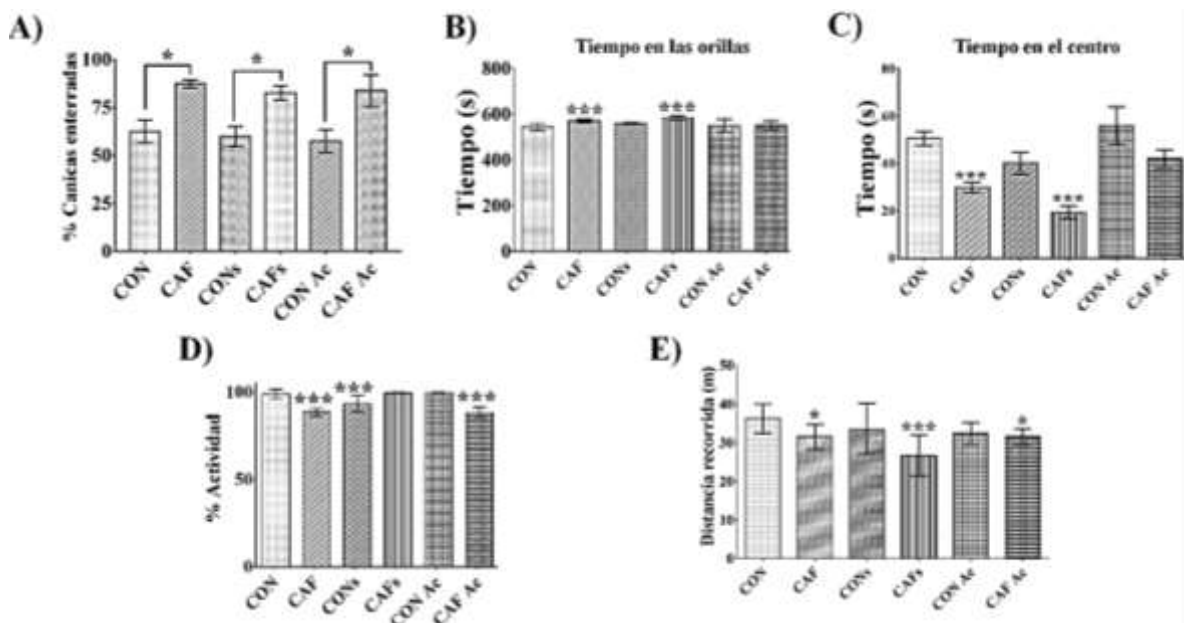 A)
% Canicas enterradas
100
75
50
25
0
* * *
CON CAF CONs CAFs CON Ac CAF Ac
B)
Tiempo en las orillas
Tiempo (s)
800
600
400
200
0
*** ***
CON CAF CONs CAFs CON Ac CAF Ac
C)
Tiempo en el centro
Tiempo (s)
80
60
40
20
0
*** ***
CON CAF CONs CAFs CON Ac CAF Ac
D)
% Actividad
100
50
0
*** *** ***
CON CAF CONs CAFs CON Ac CAF Ac
E)
Distancia recorrida (m)
50
40
30
20
10
0
* *** *
CON CAF CONs CAFs CON Ac CAF Ac